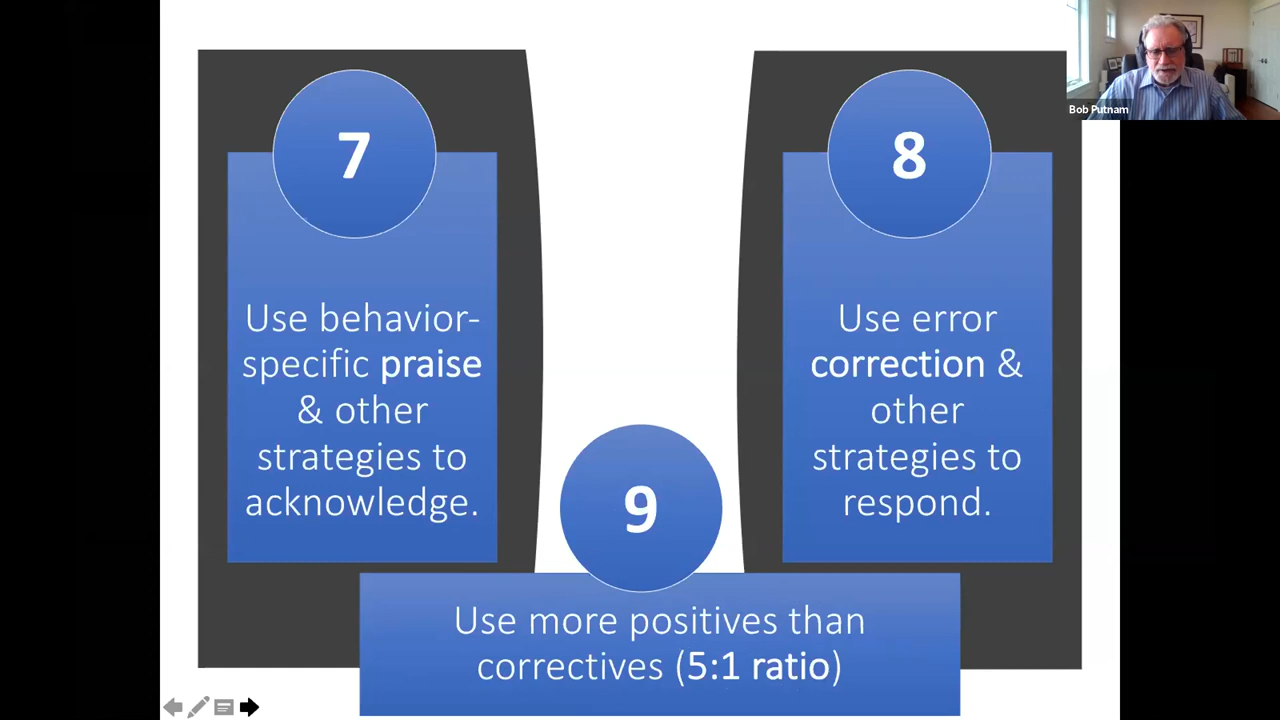 7
Use behavior-
specific praise
& other
strategies to
acknowledge.
8
Use error
correction &
other
strategies to
respond.
9
Use more positives than
correctives (5:1 ratio)
Bob Putnam